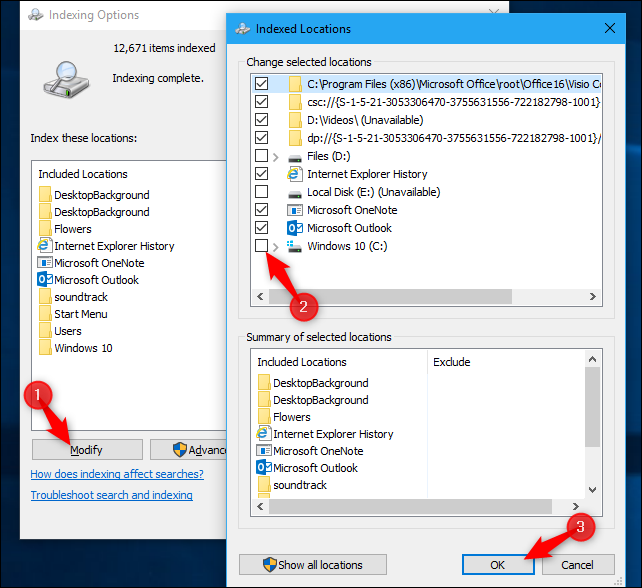 Indexing Options
12,671 items indexed
Indexing complete.
Index these locations:
Included Locations
DesktopBackground
DesktopBackground
Flowers
Internet Explorer History
Microsoft OneNote
Microsoft Outlook
soundtrack
Start Menu
Users
Windows 10
1
Modify
Advanc
How does indexing affect searches?
Troubleshoot search and indexing
Indexed Locations
Change selected locations
C:\Program Files (x86)\Microsoft Office\root\Office16\Visio Co
csc://{S-1-5-21-3053306470-3755631556-722182798-1001}
D:\Videos\ (Unavailable)
dp://{S-1-5-21-3053306470-3755631556-722182798-1001}/
Files (D:)
Internet Explorer History
Local Disk (E:) (Unavailable)
Microsoft OneNote
Microsoft Outlook
Windows 10 (C:)
2
Summary of selected locations
Included Locations Exclude
DesktopBackground
DesktopBackground
Flowers
Internet Explorer History
Microsoft OneNote
Microsoft Outlook
soundtrack
3
Show all locations
OK
Cancel